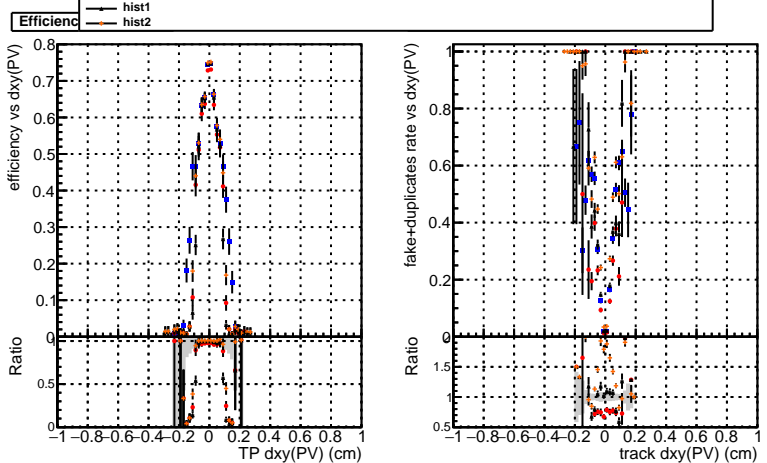 hist1
hist2
Efficienc
efficiency vs dxy(PV)
0.8
0.7
0.6
0.5
0.4
0.3
0.2
0.1
0
Ratio
1
0.5
0
−1 −0.8 −0.6 −0.4 −0.2 0 0.2 0.4 0.6 0.8 1
TP dxy(PV) (cm)
fake+duplicates rate vs dxy(PV)
1
0.8
0.6
0.4
0.2
0
Ratio
2
1.5
1
0.5
−1 −0.8 −0.6 −0.4 −0.2 0 0.2 0.4 0.6 0.8 1
track dxy(PV) (cm)